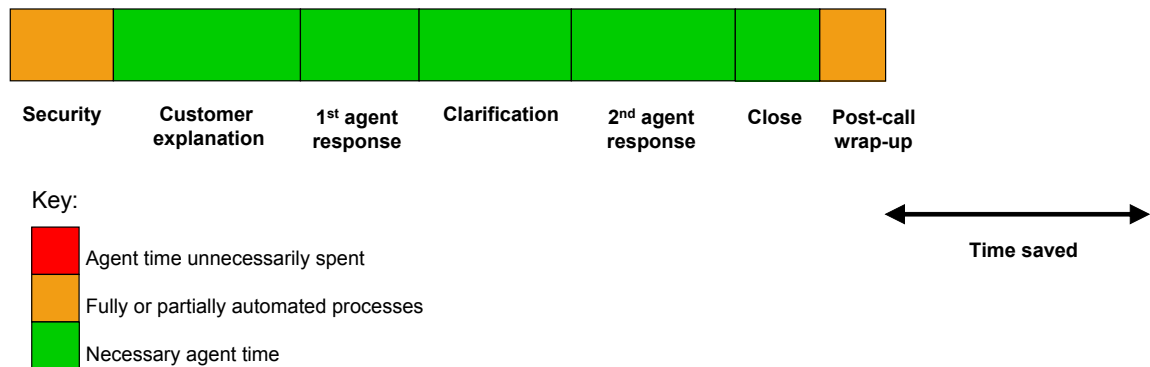 Security
Customer
explanation
1st agent
response
Clarification
2nd agent
response
Close
Post-call
wrap-up
Key:
Agent time unnecessarily spent
Fully or partially automated processes
Necessary agent time
Time saved